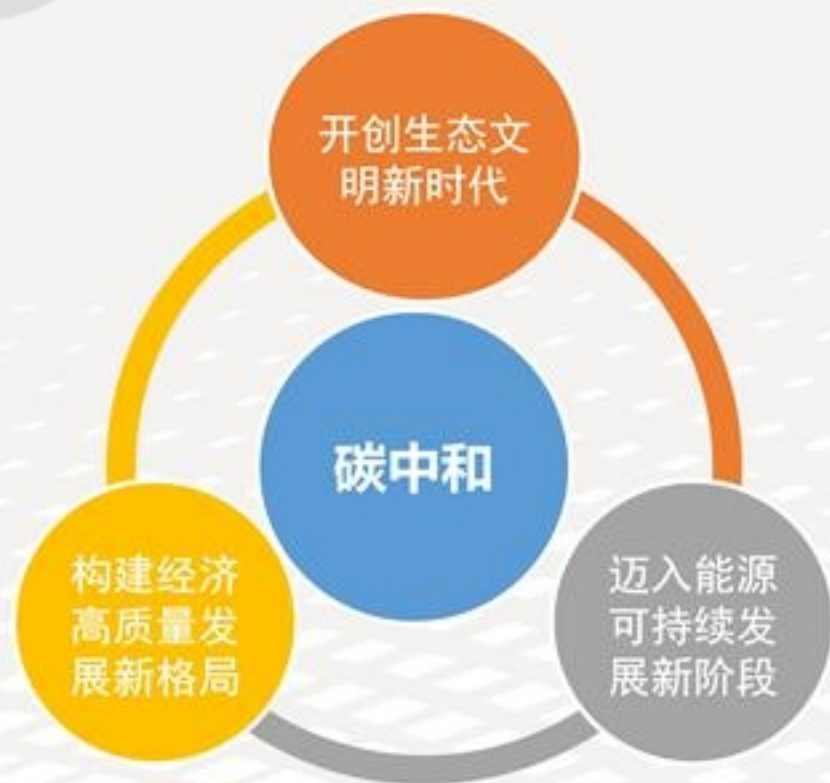 开创生态文
明新时代
碳中和
构建经济
高质量发
展新格局
迈入能源
可持续发
展新阶段